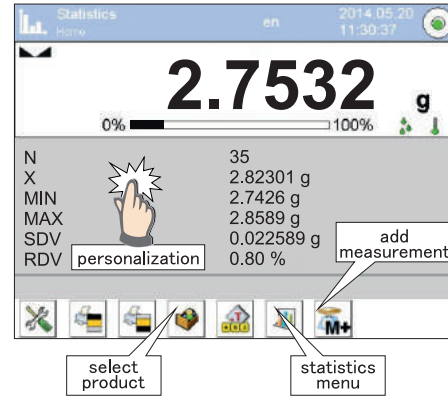 Statistics
Home
en
2014.05.20
11:30:37
2.7532 g
0% 100%
N 35
X 2.82301 g
MIN 2.7426 g
MAX 2.8589 g
SDV 0.022589 g
RDV 0.80 %
personalization
add
measurement
M+
select
product
statistics
menu